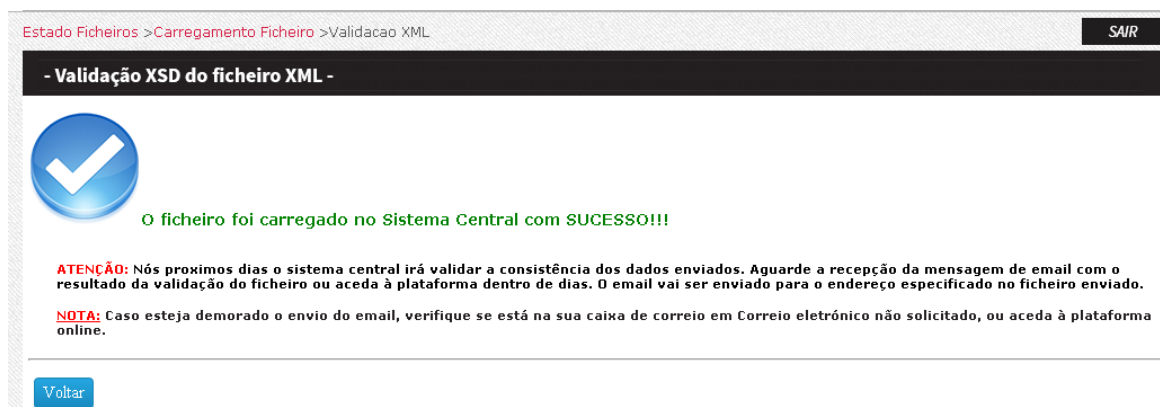 Estado Ficheiros >Carregamento Ficheiro >Validacao XML
SAIR
- Validação XSD do ficheiro XML -
O ficheiro foi carregado no Sistema Central com SUCESSO!!!
ATENÇÃO: Nós proximos dias o sistema central irá validar a consistência dos dados enviados. Aguarde a recepção da mensagem de email com o
resultado da validação do ficheiro ou aceda à plataforma dentro de dias. O email vai ser enviado para o endereço especificado no ficheiro enviado.
NOTA: Caso esteja demorado o envio do email, verifique se está na sua caixa de correio em Correio eletrónico não solicitado, ou aceda à plataforma
online.
Voltar